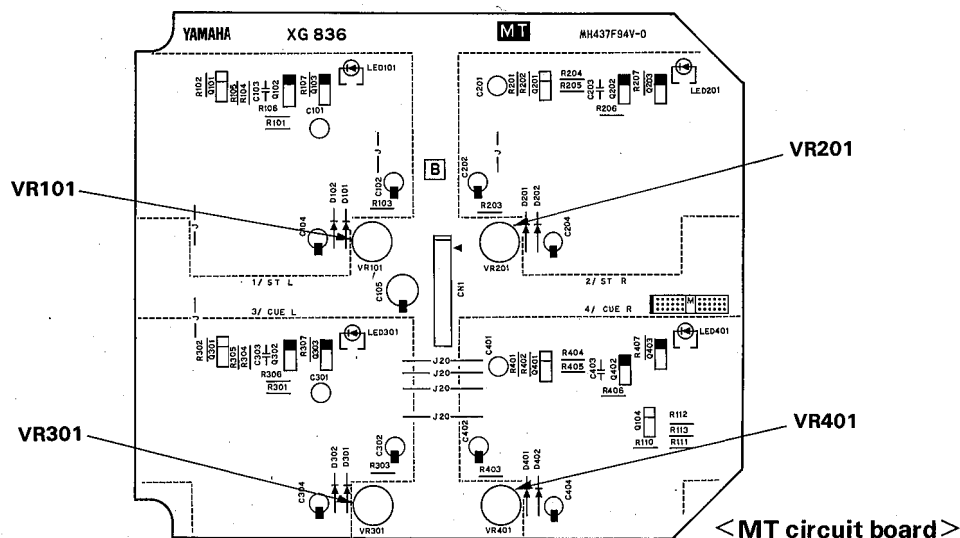 YAMAHA XG 836 MT MH437F94V-0
LED101
R102 Q101 R105 R104 C103 R106 Q102 R107 Q103
R101
C101
C201 R201 R202 Q201 R204 R205 C203 Q202 R207 Q203
R206
LED201
J
J
B
C102
R103
C202
R203
VR101
VR201
D102 D101
C104
VR101
D201 D202
C204
VR201
J
1/ ST L
2/ ST R
C105
CN1
3/ CUE L
4/ CUE R
M
J
LED301
R302 Q301 R305 R304 C303 Q302 R307 Q303
R306
R301
C301
J20
J20
J20
J20
C401 R401 R402 Q401 R404 R405 C403 Q402 R407 Q403
R406
LED401
Q104 R112
R113
R110 R111
VR301
VR401
C302
R303
C402
R403
D302 D301
C304
VR301
D401 D402
C404
VR401
<MT circuit board>